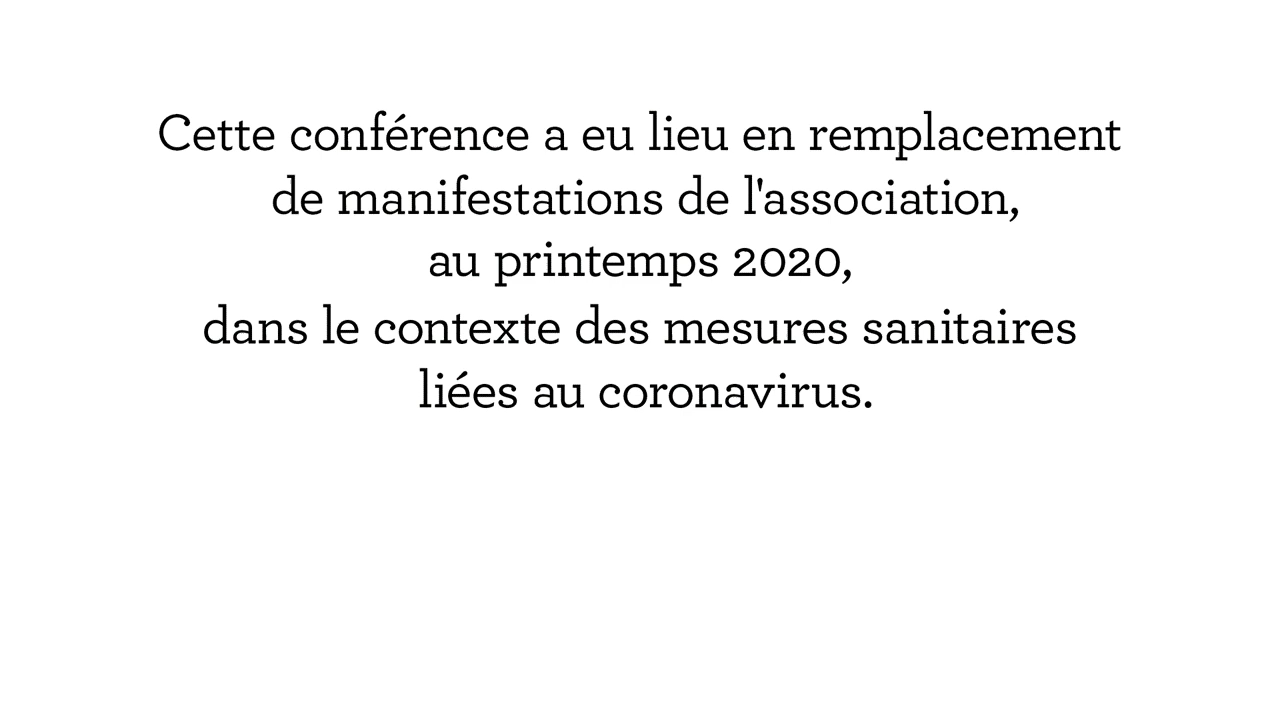 Cette conférence a eu lieu en remplacement
de manifestations de l'association,
au printemps 2020,
dans le contexte des mesures sanitaires
liées au coronavirus.